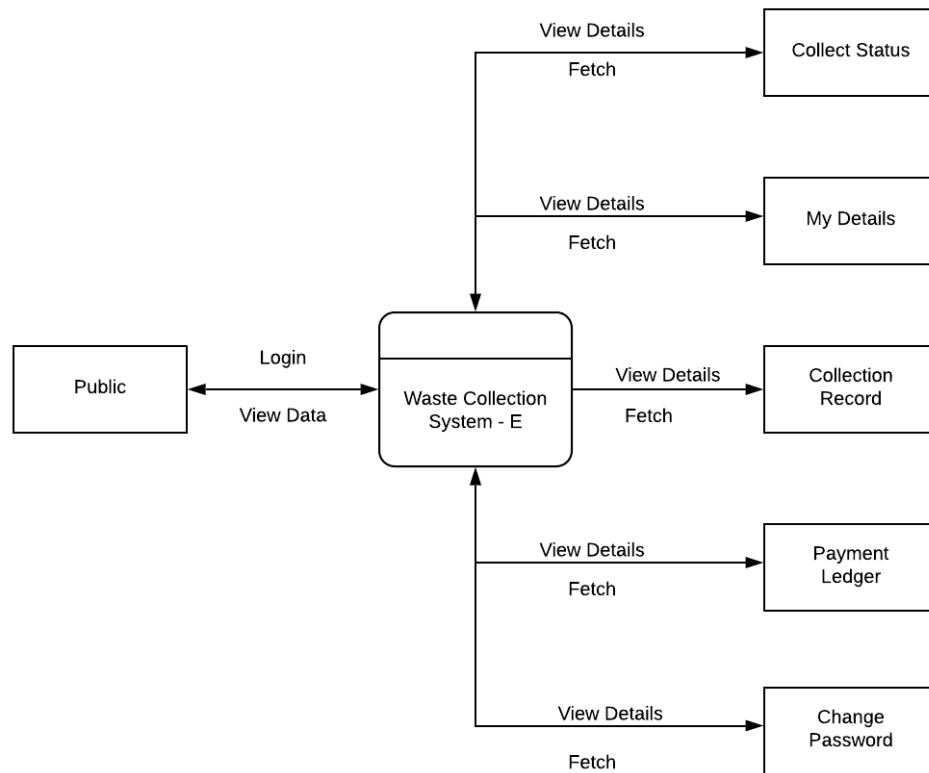 View Details
Fetch
Collect Status
View Details
Fetch
My Details
Public
Login
View Data
Waste Collection
System - E
View Details
Fetch
Collection
Record
View Details
Fetch
Payment
Ledger
View Details
Fetch
Change
Password